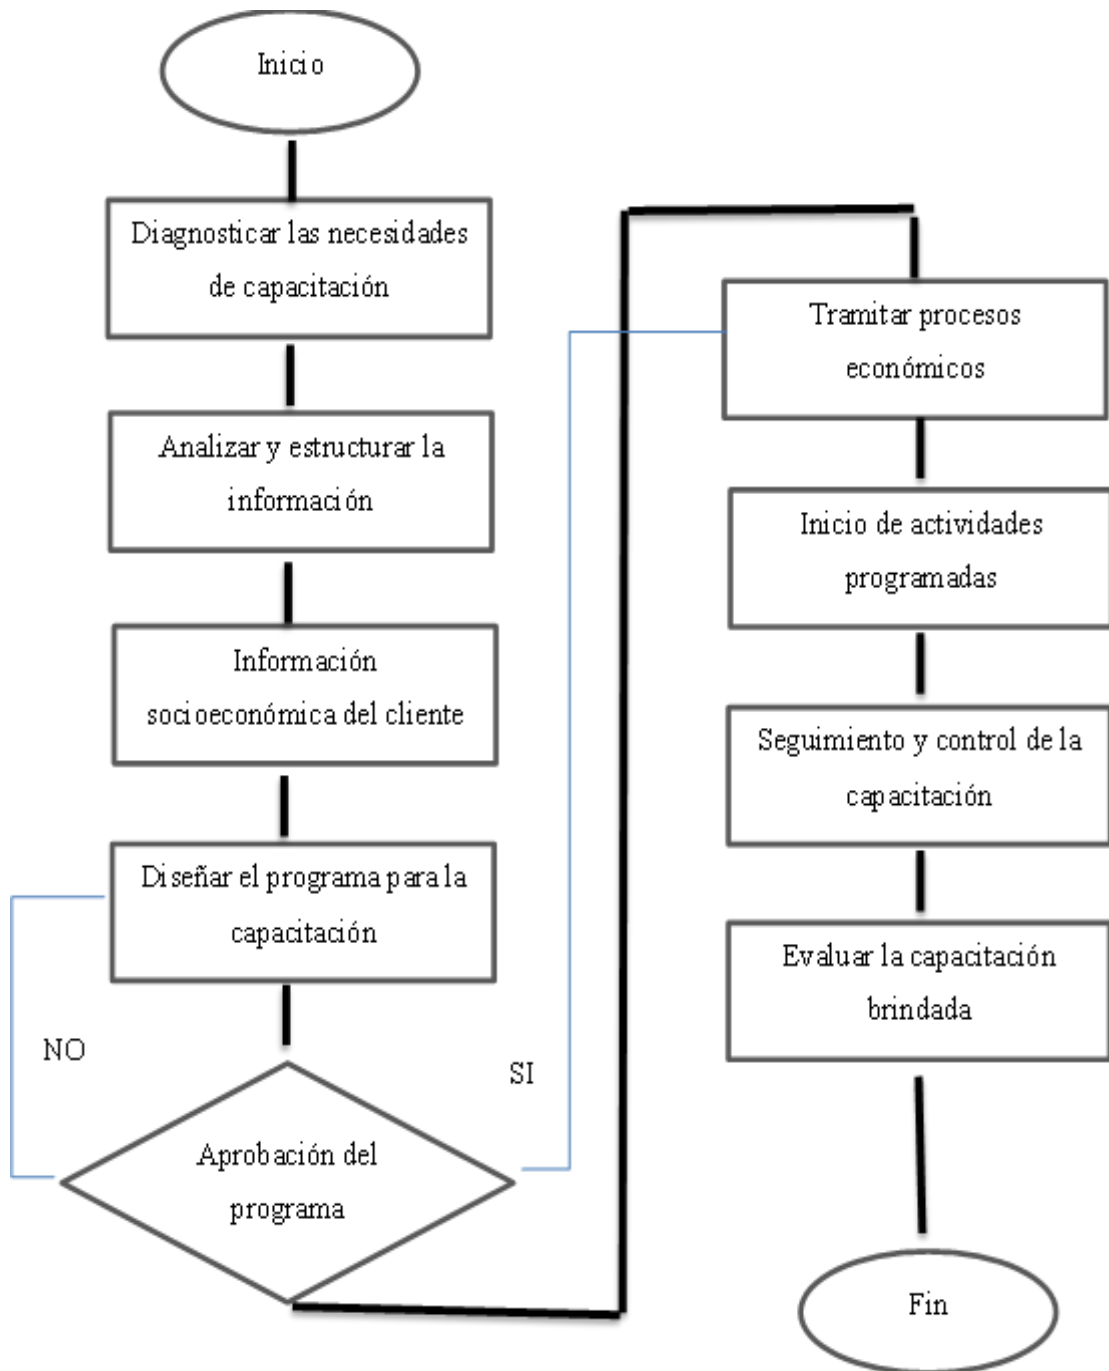 Inicio
Diagnosticar las necesidades
de capacitación
Analizar y estructurar la
información
Información
socioeconómica del cliente
Diseñar el programa para la
capacitación
NO
SI
Aprobación del
programa
Tramitar procesos
económicos
Inicio de actividades
programadas
Seguimiento y control de la
capacitación
Evaluar la capacitación
brindada
Fin